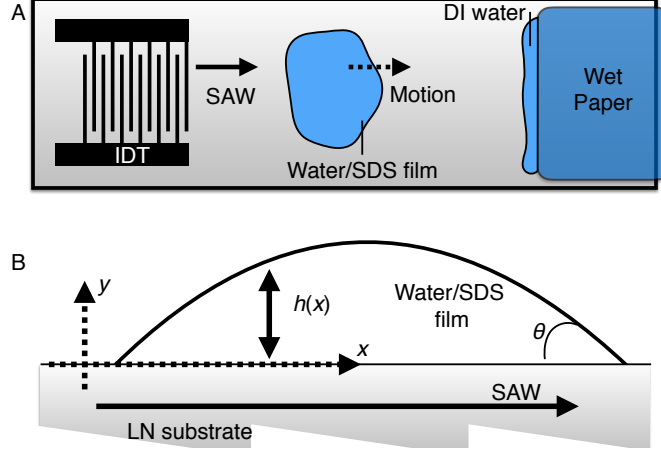 A
DI water
SAW
Motion
Wet
Paper
IDT
Water/SDS film
B
y
h(x)
Water/SDS
film
θ
x
SAW
LN substrate